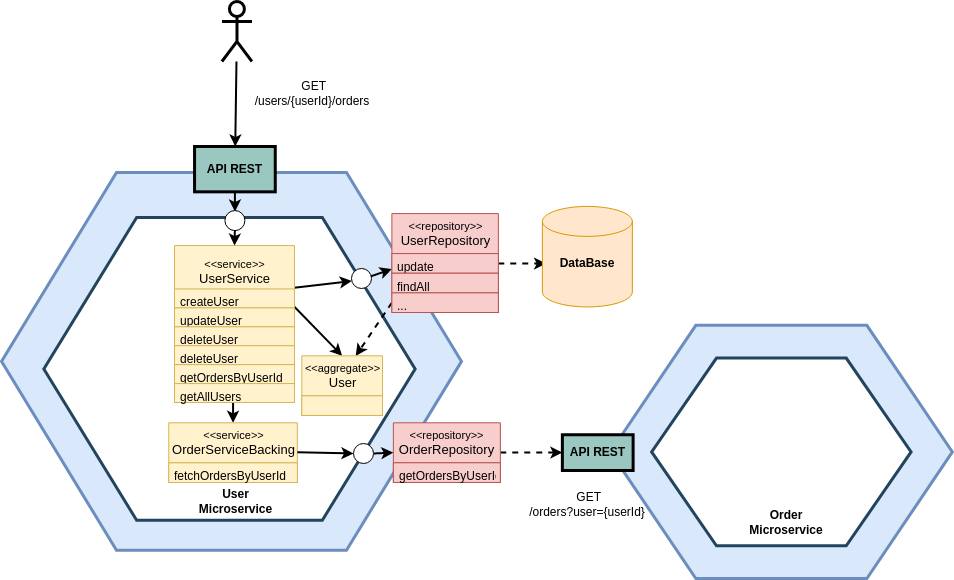 GET
/users/{userId}/orders
API REST
<<service>>
UserService
createUser
updateUser
deleteUser
deleteUser
getOrdersByUserId
getAllUsers
<<repository>>
UserRepository
update
findAll
...
DataBase
<<aggregate>>
User
<<service>>
OrderServiceBacking
fetchOrdersByUserId
User
Microservice
<<repository>>
OrderRepository
getOrdersByUserI
API REST
GET
/orders?user={userId}
Order
Microservice